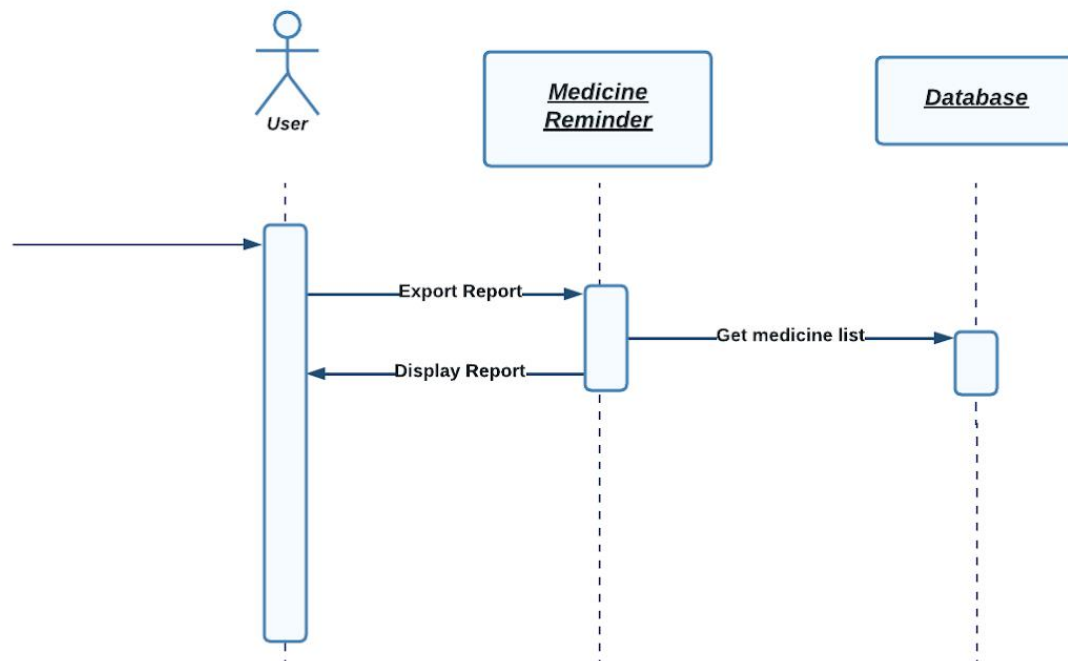 User
Medicine
Reminder
Database
Export Report
Get medicine list
Display Report